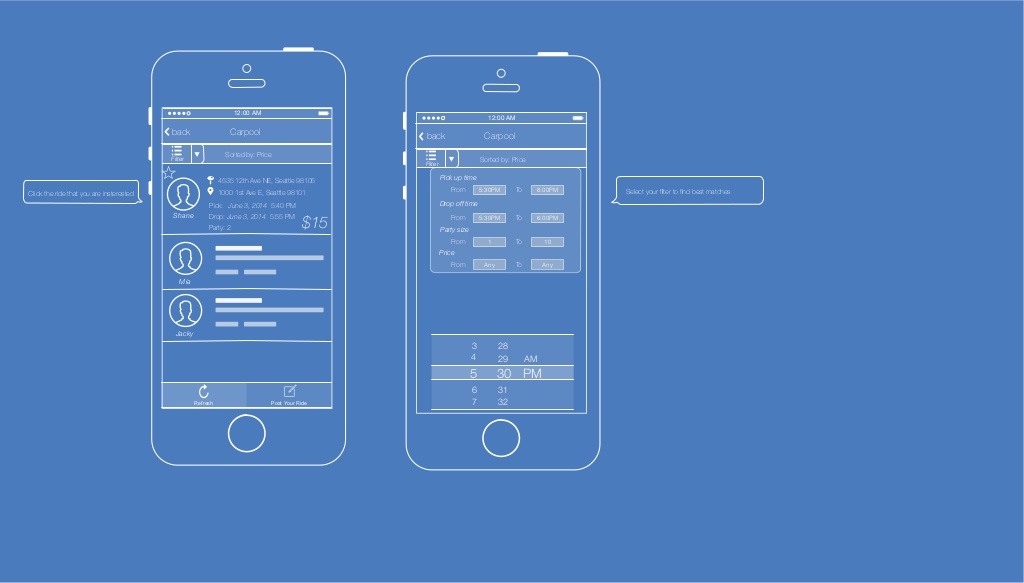 Click the ride that you are insterasted
12:00 AM
back
Carpool
Filter
Sorted by: Price
4535 12th Ave NE, Seattle 98105
1000 1st Ave E, Seattle 98101
Shane
Pick: June 3, 2014 5:40 PM
Drop: June 3, 2014 5:55 PM
Party: 2
$15
Mia
Jacky
Refresh
Post Your Ride
12:00 AM
back
Carpool
Filter
Sorted by: Price
Pick up time
From 5:30PM To 6:00PM
Drop off time
From 5:30PM To 6:00PM
Party size
From 1 To 10
Price
From Any To Any
3 28
4 29 AM
5 30 PM
6 31
7 32
Select your filter to find best matches